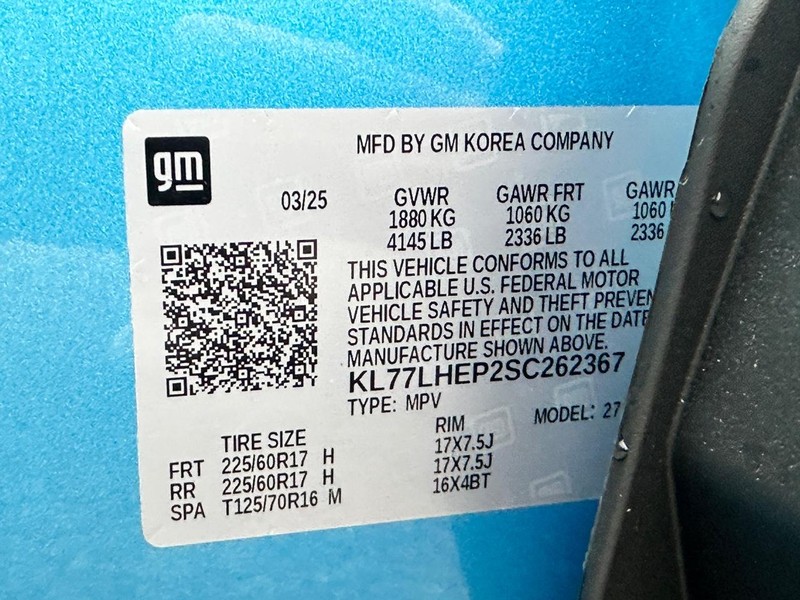 gm
MFD BY GM KOREA COMPANY
03/25
GVWR GAWR FRT GAWR
1880 KG 1060 KG 1060
4145 LB 2336 LB 2336
THIS VEHICLE CONFORMS TO ALL
APPLICABLE U.S. FEDERAL MOTOR
VEHICLE SAFETY AND THEFT PREVEN
STANDARDS IN EFFECT ON THE DATE
MANUFACTURE SHOWN ABOVE.
KL77LHEP2SC262367
TYPE: MPV MODEL: 27
TIRE SIZE RIM
FRT 225/60R17 H 17X7.5J
RR 225/60R17 H 17X7.5J
SPA T125/70R16 M 16X4BT